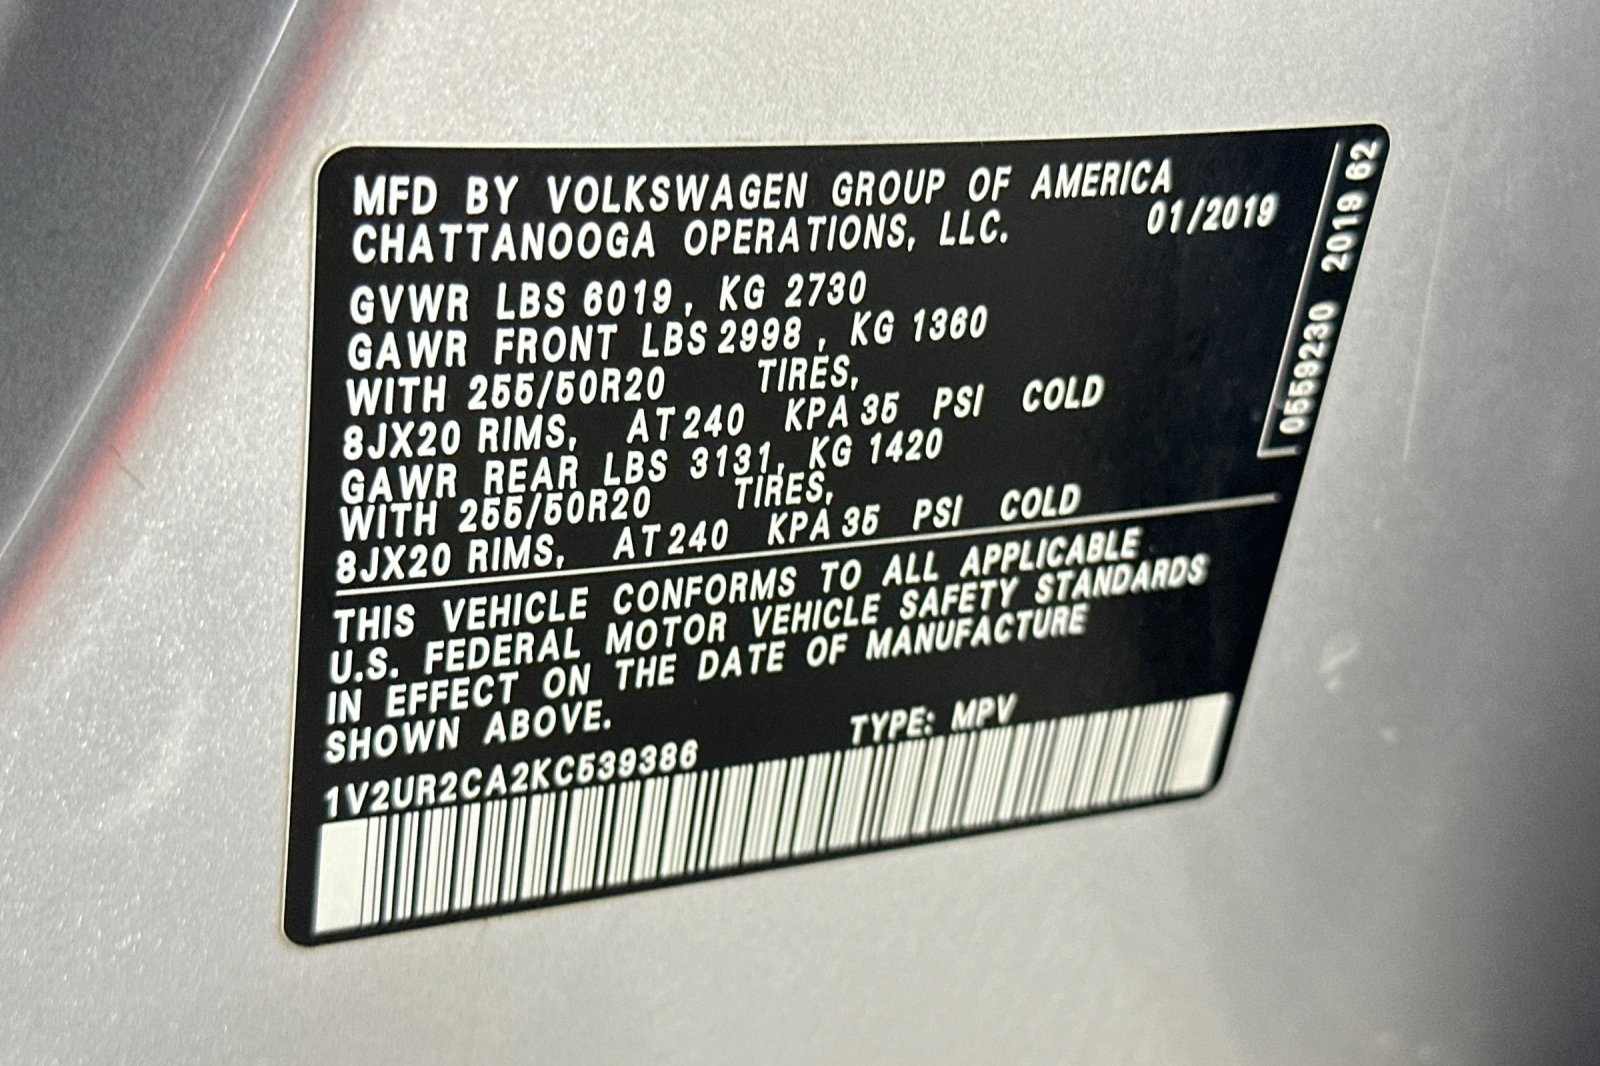 MFD BY VOLKSWAGEN GROUP OF AMERICA
CHATTANOOGA OPERATIONS, LLC. 01/2019
GVWR LBS 6019, KG 2730
GAWR FRONT LBS 2998, KG 1360
WITH 255/50R20 TIRES,
8JX20 RIMS, AT 240 KPA 35 PSI COLD
GAWR REAR LBS 3131, KG 1420
WITH 255/50R20 TIRES,
8JX20 RIMS, AT 240 KPA 35 PSI COLD
THIS VEHICLE CONFORMS TO ALL APPLICABLE
U.S. FEDERAL MOTOR VEHICLE SAFETY STANDARDS
IN EFFECT ON THE DATE OF MANUFACTURE
SHOWN ABOVE.
1V2UR2CA2KC539386 TYPE: MPV
0559230 2019 62